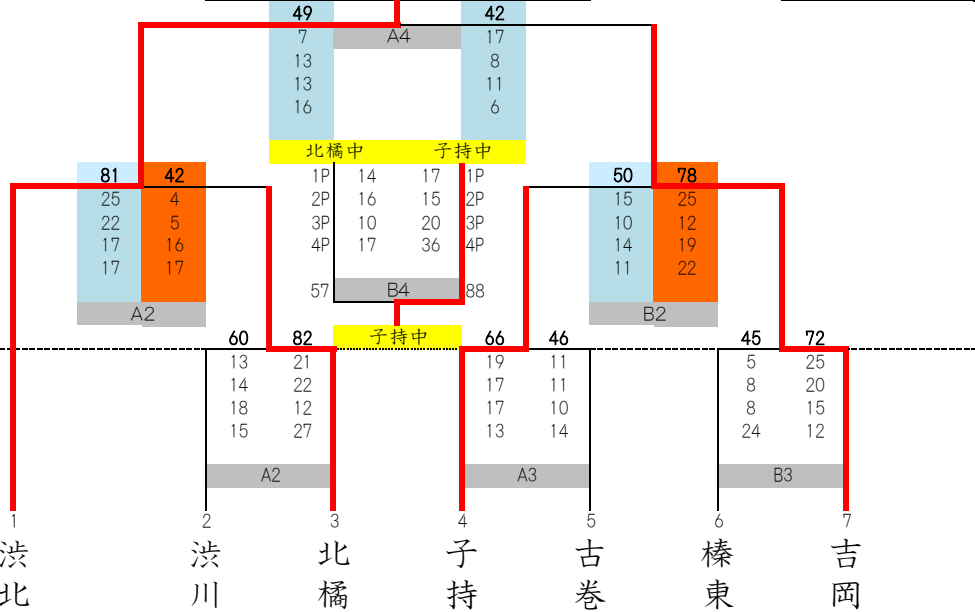 49 42
7 A4 17
13 8
13 11
16 6
北橘中 子持中
81 42 1P 14 17 1P 50 78
25 4 2P 16 15 2P 15 25
22 5 3P 10 20 3P 10 12
17 16 4P 17 36 4P 14 19
17 17 11 22
57 B4 88
A2 B2
60 82 子持中 66 46 45 72
13 21 19 11 5 25
14 22 17 11 8 20
18 12 17 10 8 15
15 27 13 14 24 12
A2 A3 B3
1 2 3 4 5 6 7
渋北 渋川 北橘 子持 古巻 榛東 吉岡